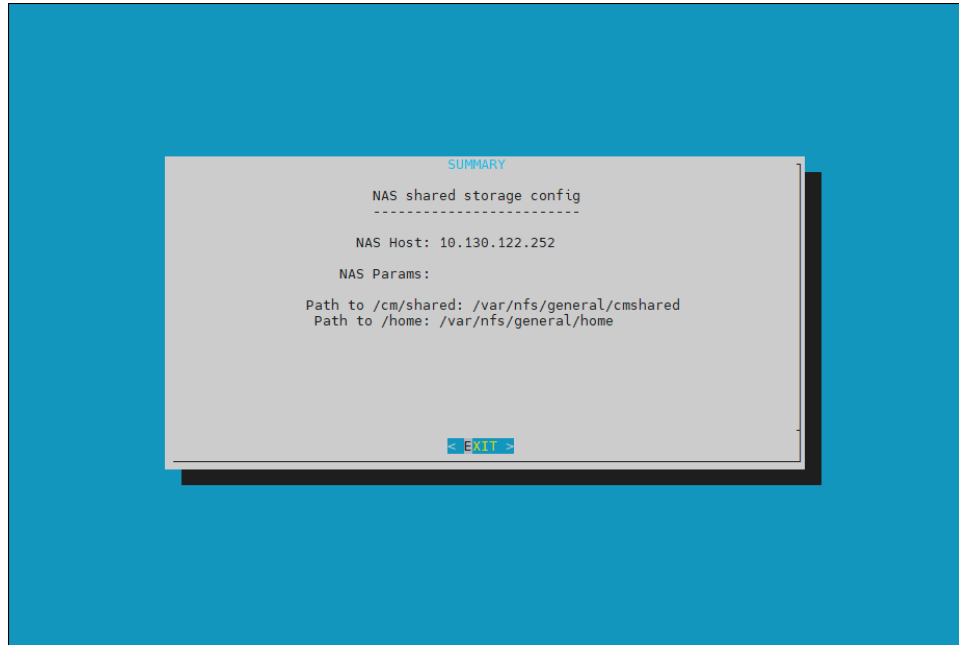 SUMMARY
NAS shared storage config
-------------------------
NAS Host: 10.130.122.252
NAS Params:
Path to /cm/shared: /var/nfs/general/cmshared
Path to /home: /var/nfs/general/home
< EXIT >